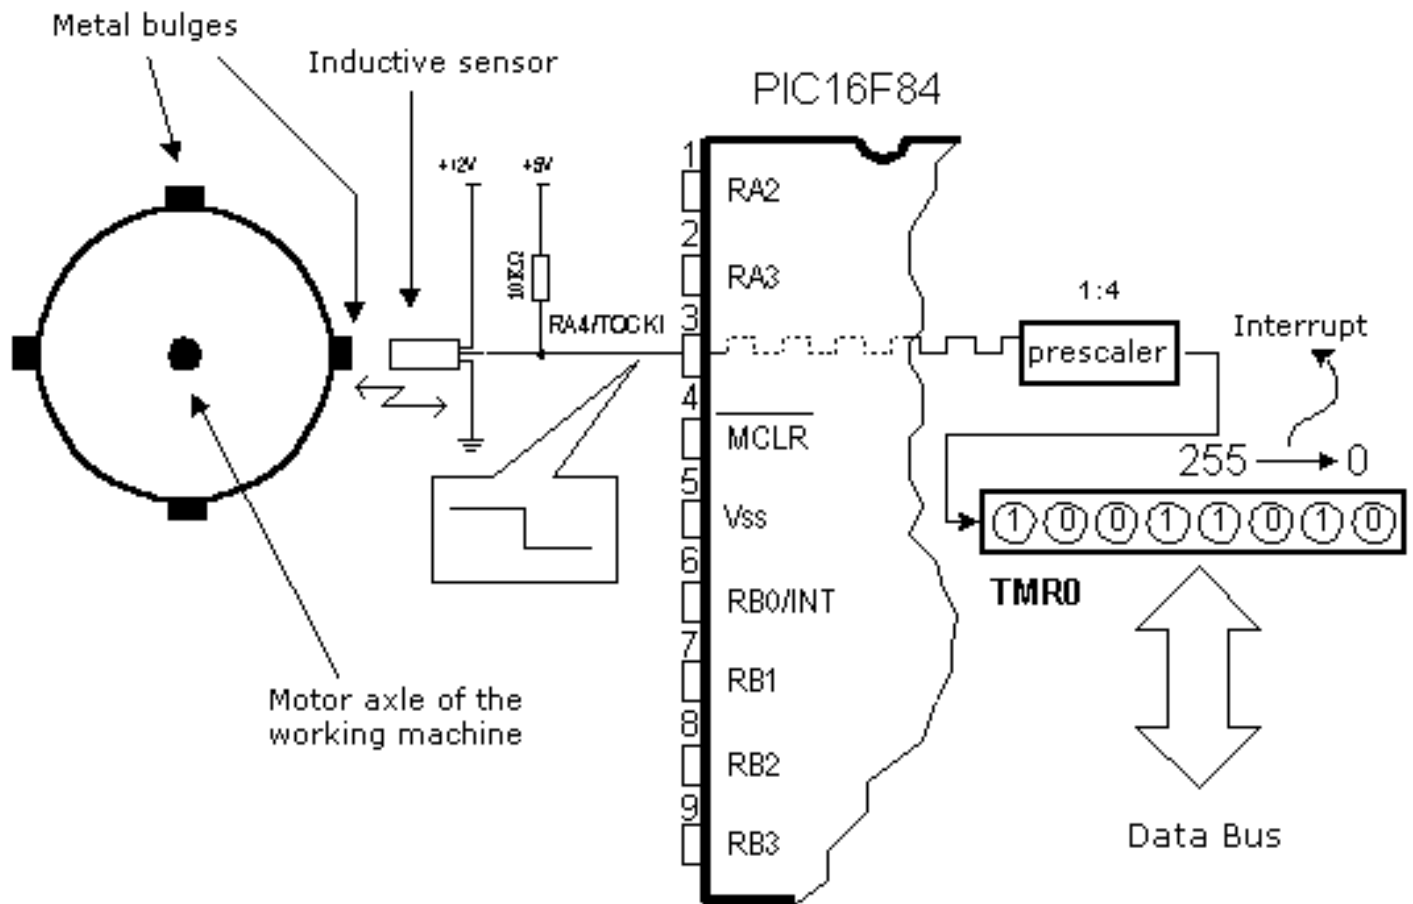 Metal bulges
Inductive sensor
PIC16F84
+12V
+5V
10KΩ
RA4/TOCKI
1
RA2
2
RA3
3
4
MCLR
5
Vss
6
RB0/INT
7
RB1
8
RB2
9
RB3
1:4
prescaler
Interrupt
255 → 0
1 0 0 1 1 0 1 0
TMR0
Data Bus
Motor axle of the
working machine